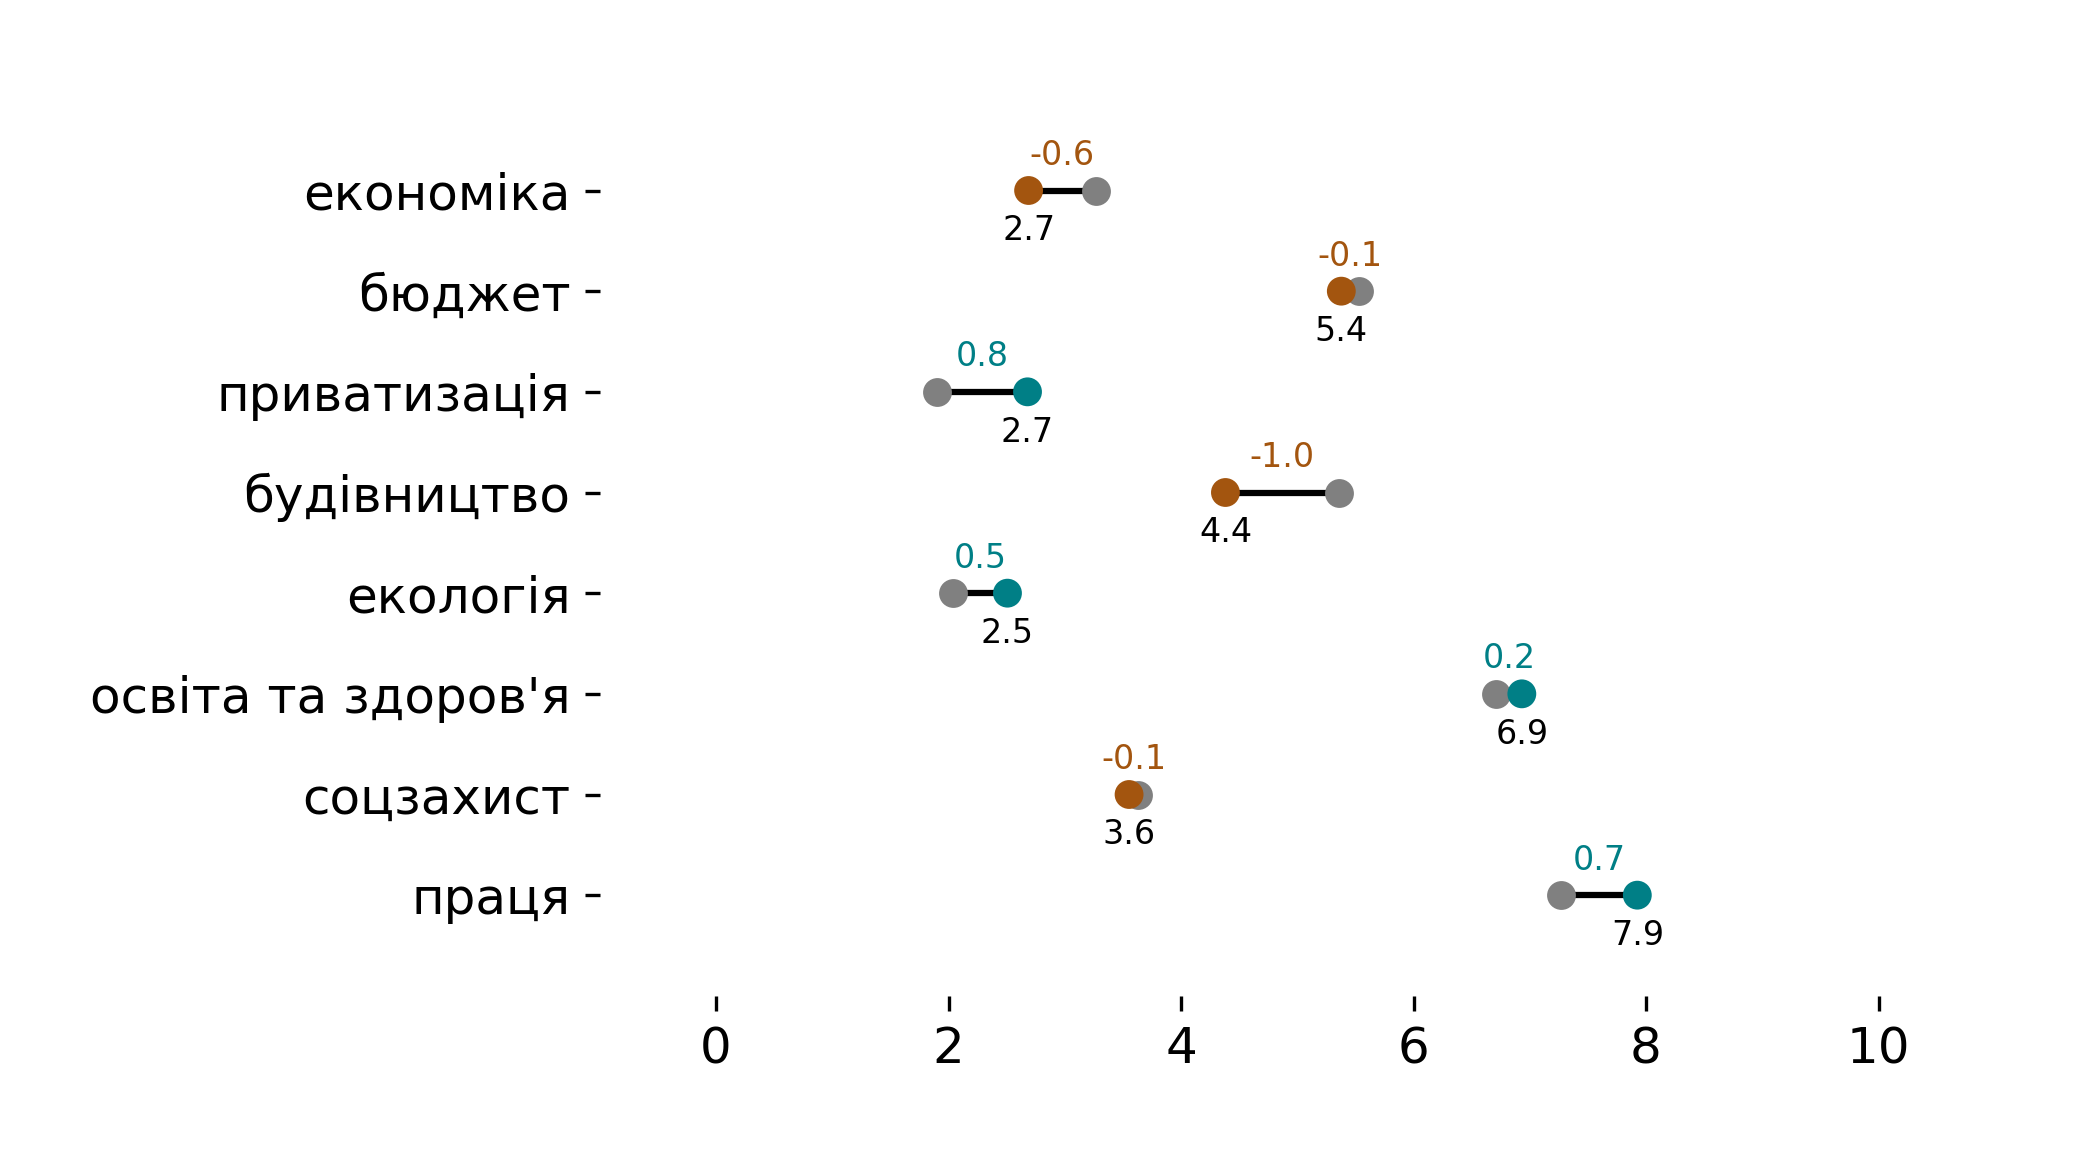 -0.6
економіка
2.7
-0.1
бюджет
5.4
0.8
приватизація
2.7
-1.0
будівництво
4.4
0.5
екологія
2.5
0.2
освіта та здоров'я
6.9
-0.1
соцзахист
3.6
0.7
праця
7.9
0 2 4 6 8 10